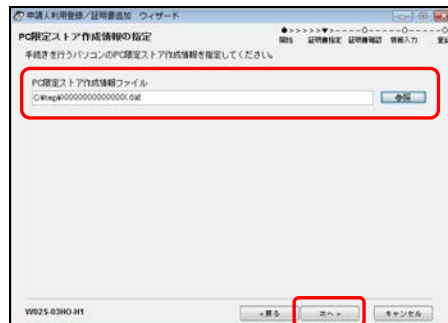 申請人利用登録／証明書追加 ウィザード
PC限定ストア作成情報の指定
開始 証明書指定 証明書確認 情報入力
手続きを行うパソコンのPC限定ストア作成情報を指定してください。
PC限定ストア作成情報ファイル
参照
W02S-03HO-H1
<戻る 次へ> キャンセル